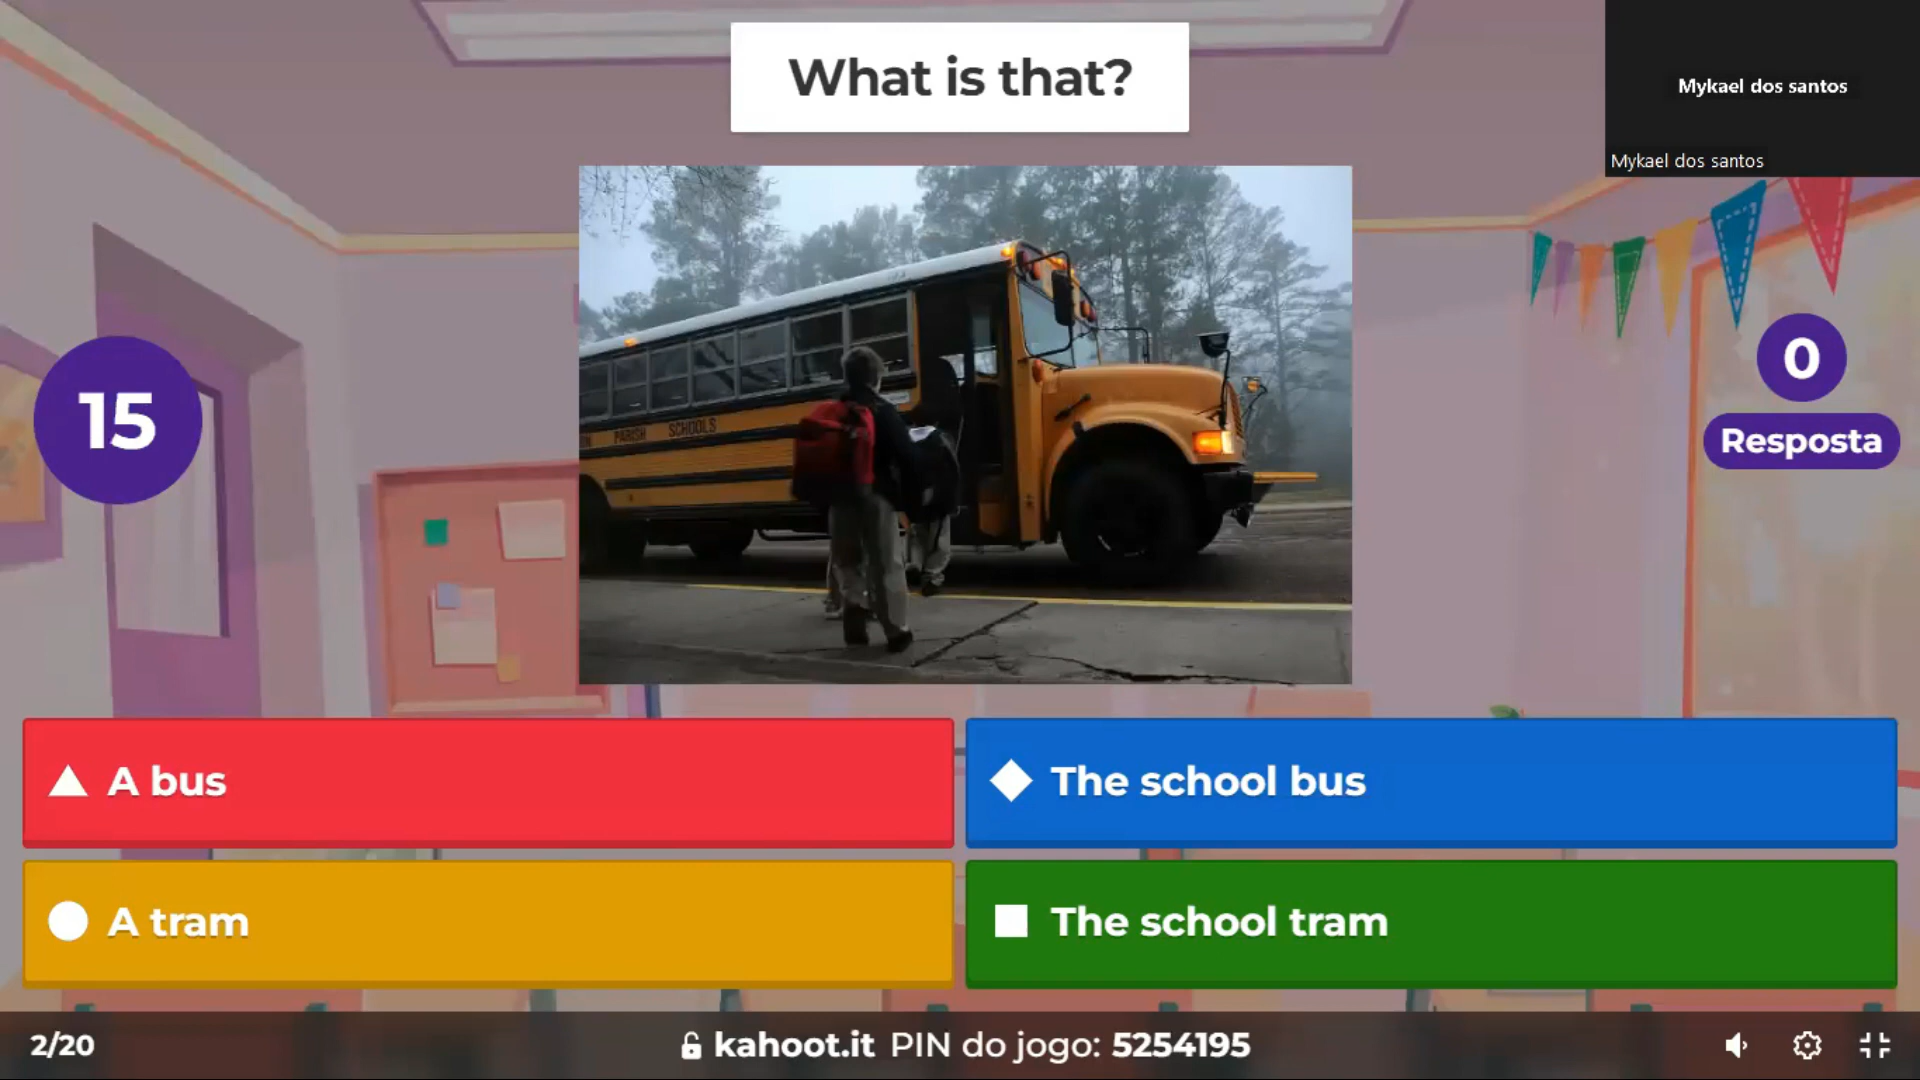 What is that?
Mykael dos santos
Mykael dos santos
PARISH SCHOOLS
15
0
Resposta
A bus
The school bus
A tram
The school tram
2/20
kahoot.it PIN do jogo: 5254195